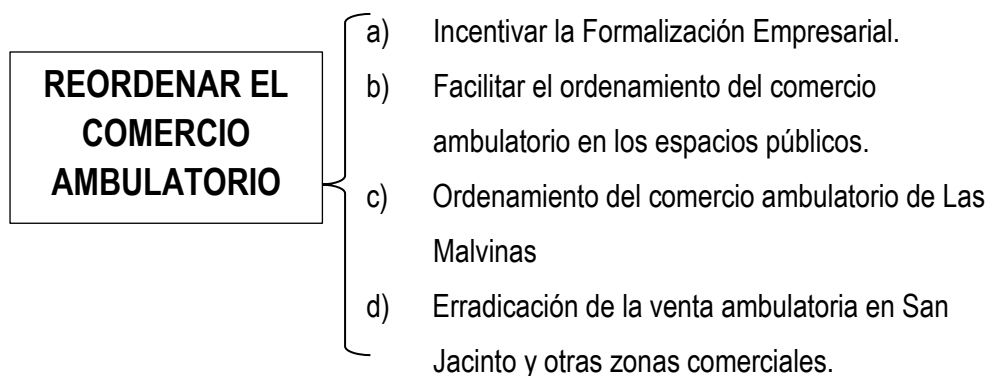 REORDENAR EL
COMERCIO
AMBULATORIO
a) Incentivar la Formalización Empresarial.
b) Facilitar el ordenamiento del comercio
ambulatorio en los espacios públicos.
c) Ordenamiento del comercio ambulatorio de Las
Malvinas
d) Erradicación de la venta ambulatoria en San
Jacinto y otras zonas comerciales.